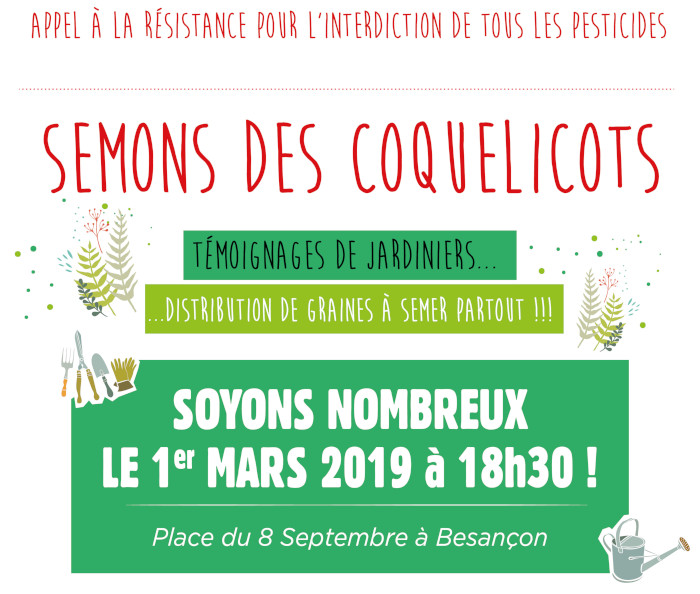 APPEL À LA RÉSISTANCE POUR L'INTERDICTION DE TOUS LES PESTICIDES
SEMONS DES COQUELICOTS
TÉMOIGNAGES DE JARDINIERS...
...DISTRIBUTION DE GRAINES À SEMER PARTOUT !!!
SOYONS NOMBREUX
LE 1er MARS 2019 à 18h30 !
Place du 8 Septembre à Besançon